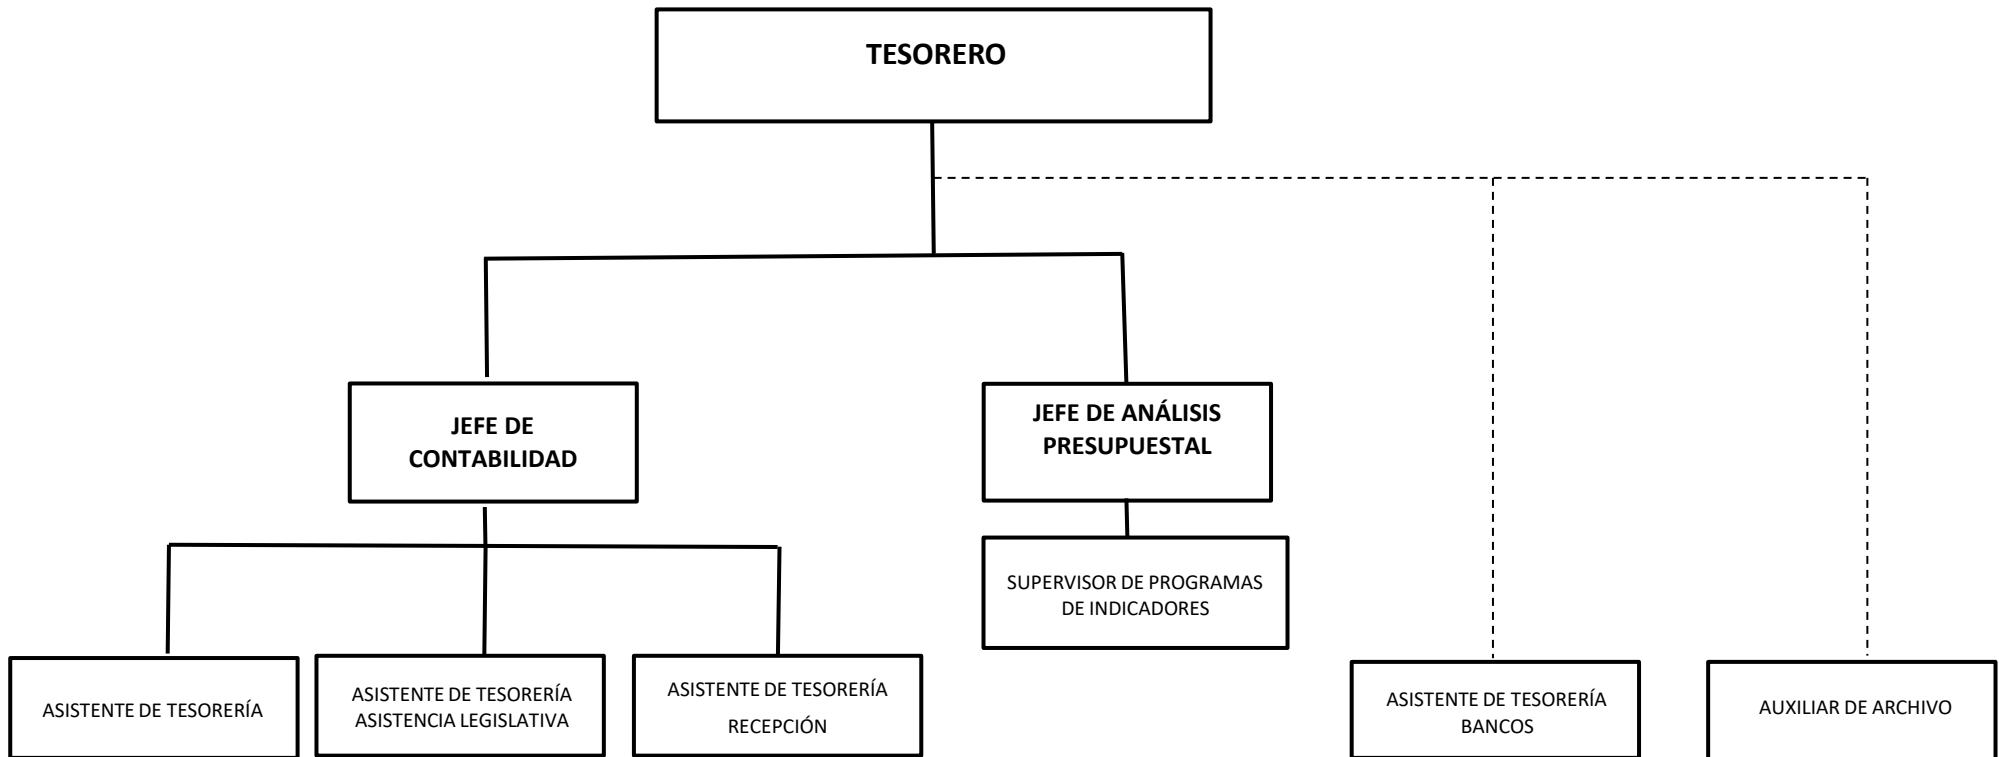 TESORERO
JEFE DE
CONTABILIDAD
JEFE DE ANÁLISIS
PRESUPUESTAL
SUPERVISOR DE PROGRAMAS
DE INDICADORES
ASISTENTE DE TESORERÍA
ASISTENTE DE TESORERÍA
ASISTENCIA LEGISLATIVA
ASISTENTE DE TESORERÍA
RECEPCIÓN
ASISTENTE DE TESORERÍA
BANCOS
AUXILIAR DE ARCHIVO